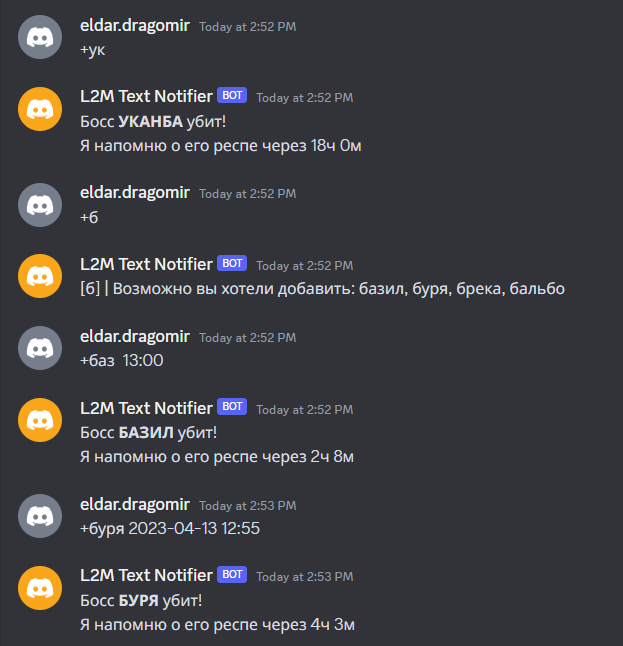 eldar.dragomir Today at 2:52 PM
+ук
L2M Text Notifier BOT Today at 2:52 PM
Босс УКАНБА убит!
Я напомню о его респе через 18ч 0м
eldar.dragomir Today at 2:52 PM
+б
L2M Text Notifier BOT Today at 2:52 PM
[б] | Возможно вы хотели добавить: базил, буря, брека, бальбо
eldar.dragomir Today at 2:52 PM
+баз 13:00
L2M Text Notifier BOT Today at 2:52 PM
Босс БАЗИЛ убит!
Я напомню о его респе через 2ч 8м
eldar.dragomir Today at 2:53 PM
+буря 2023-04-13 12:55
L2M Text Notifier BOT Today at 2:53 PM
Босс БУРЯ убит!
Я напомню о его респе через 4ч 3м